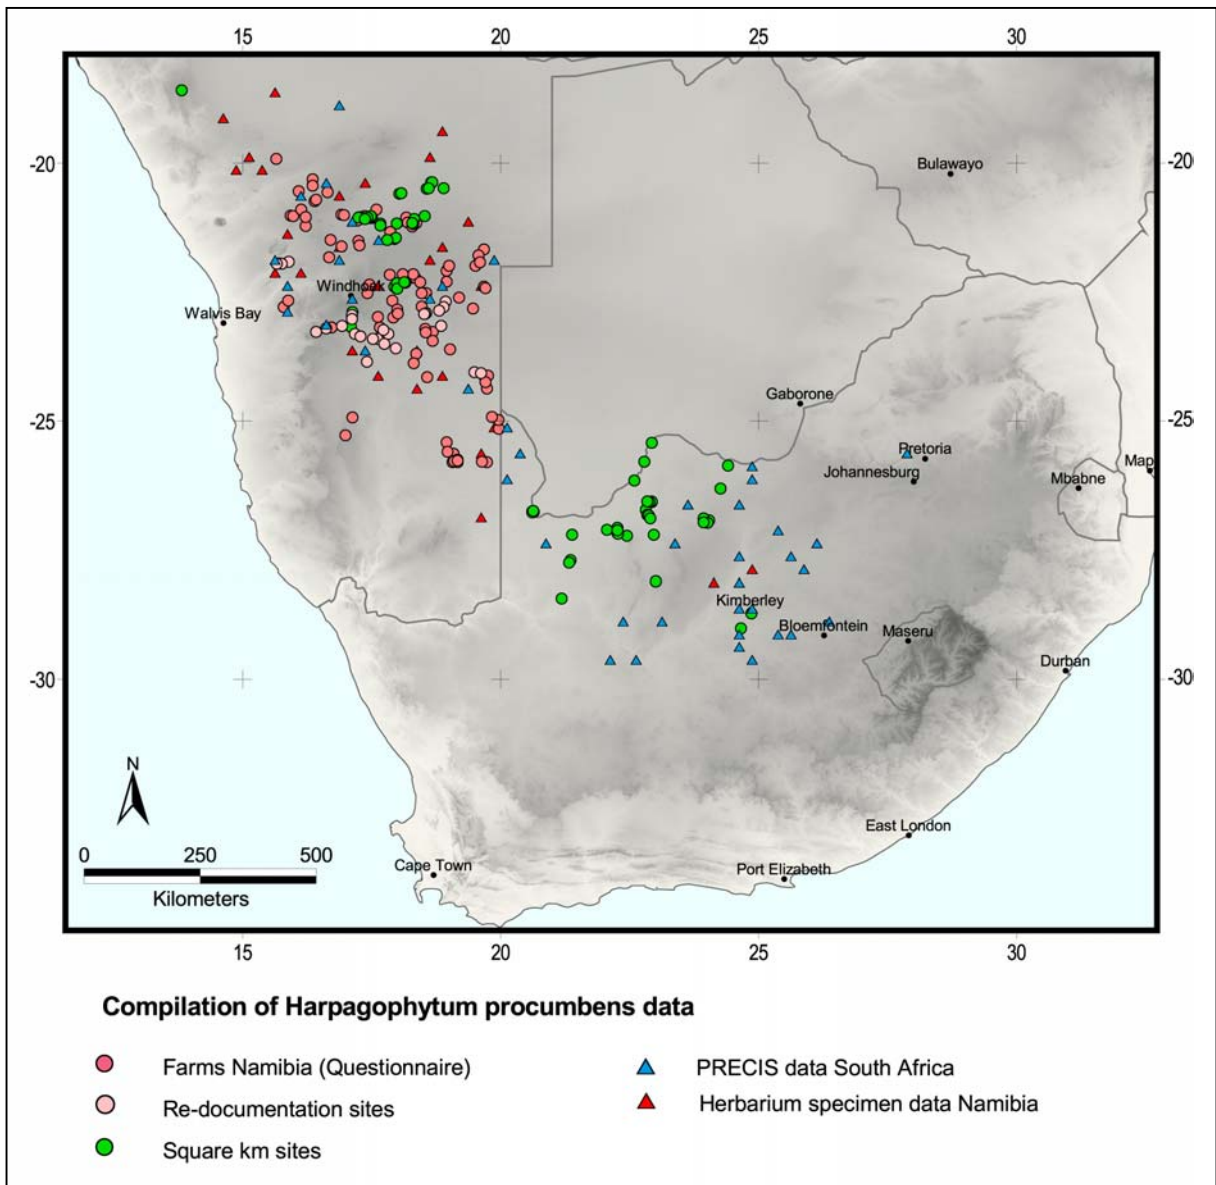 15 20 25 30
-20 -20
Bulawayo
Windhoek
Walvis Bay
Gaborone
-25 -25
Pretoria
Johannesburg
Map
Mbabne
Kimberley
Bloemfontein
Maseru
Durban
-30 -30
N
East London
0 250 500
Cape Town
Port Elizabeth
Kilometers
15 20 25 30
Compilation of Harpagophytum procumbens data
Farms Namibia (Questionnaire)
PRECIS data South Africa
Re-documentation sites
Herbarium specimen data Namibia
Square km sites